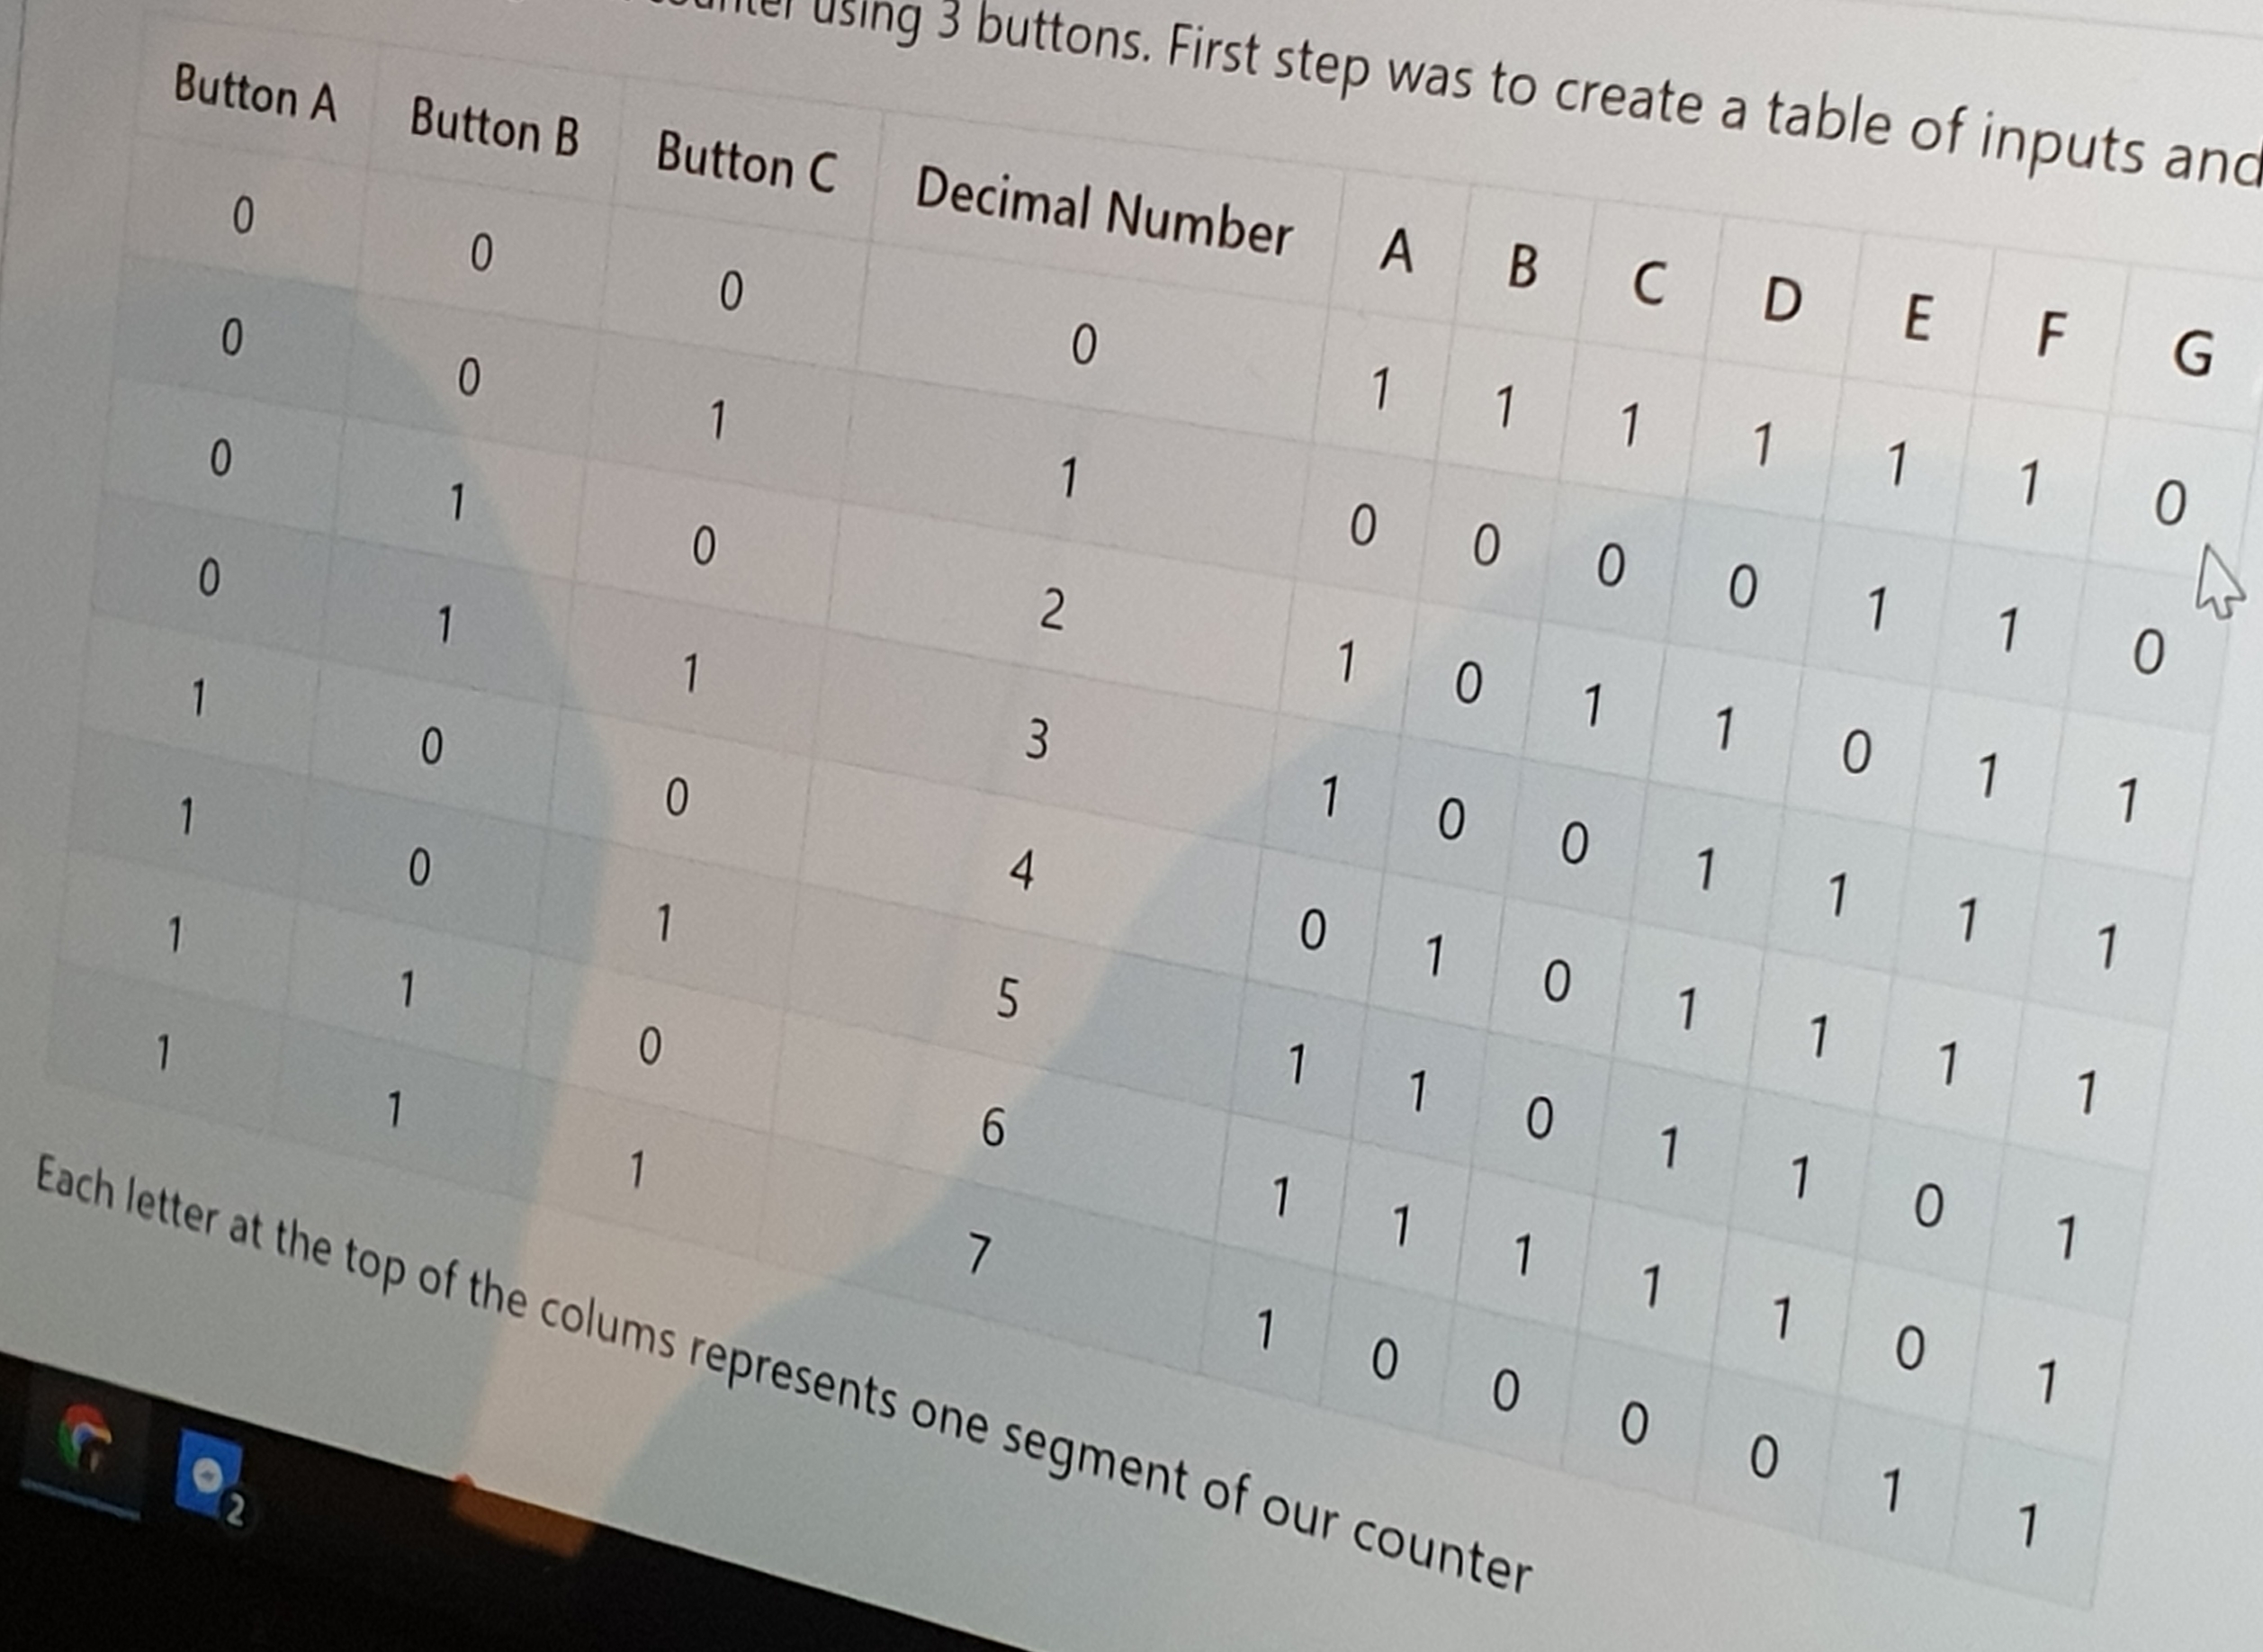 counter using 3 buttons. First step was to create a table of inputs and
Button A Button B Button C Decimal Number A B C D E F G
0 0 0 0 1 1 1 1 1 1 0
0 0 1 1 0 0 0 0 1 1 0
0 1 0 2 1 0 1 1 0 1 1
0 1 1 3 1 0 0 1 1 1 1
1 0 0 4 0 1 0 1 1 1 1
1 0 1 5 1 1 0 1 1 0 1
1 1 0 6 1 1 1 1 1 0 1
1 1 1 7 1 0 0 0 0 1 1
Each letter at the top of the colums represents one segment of our counter
2